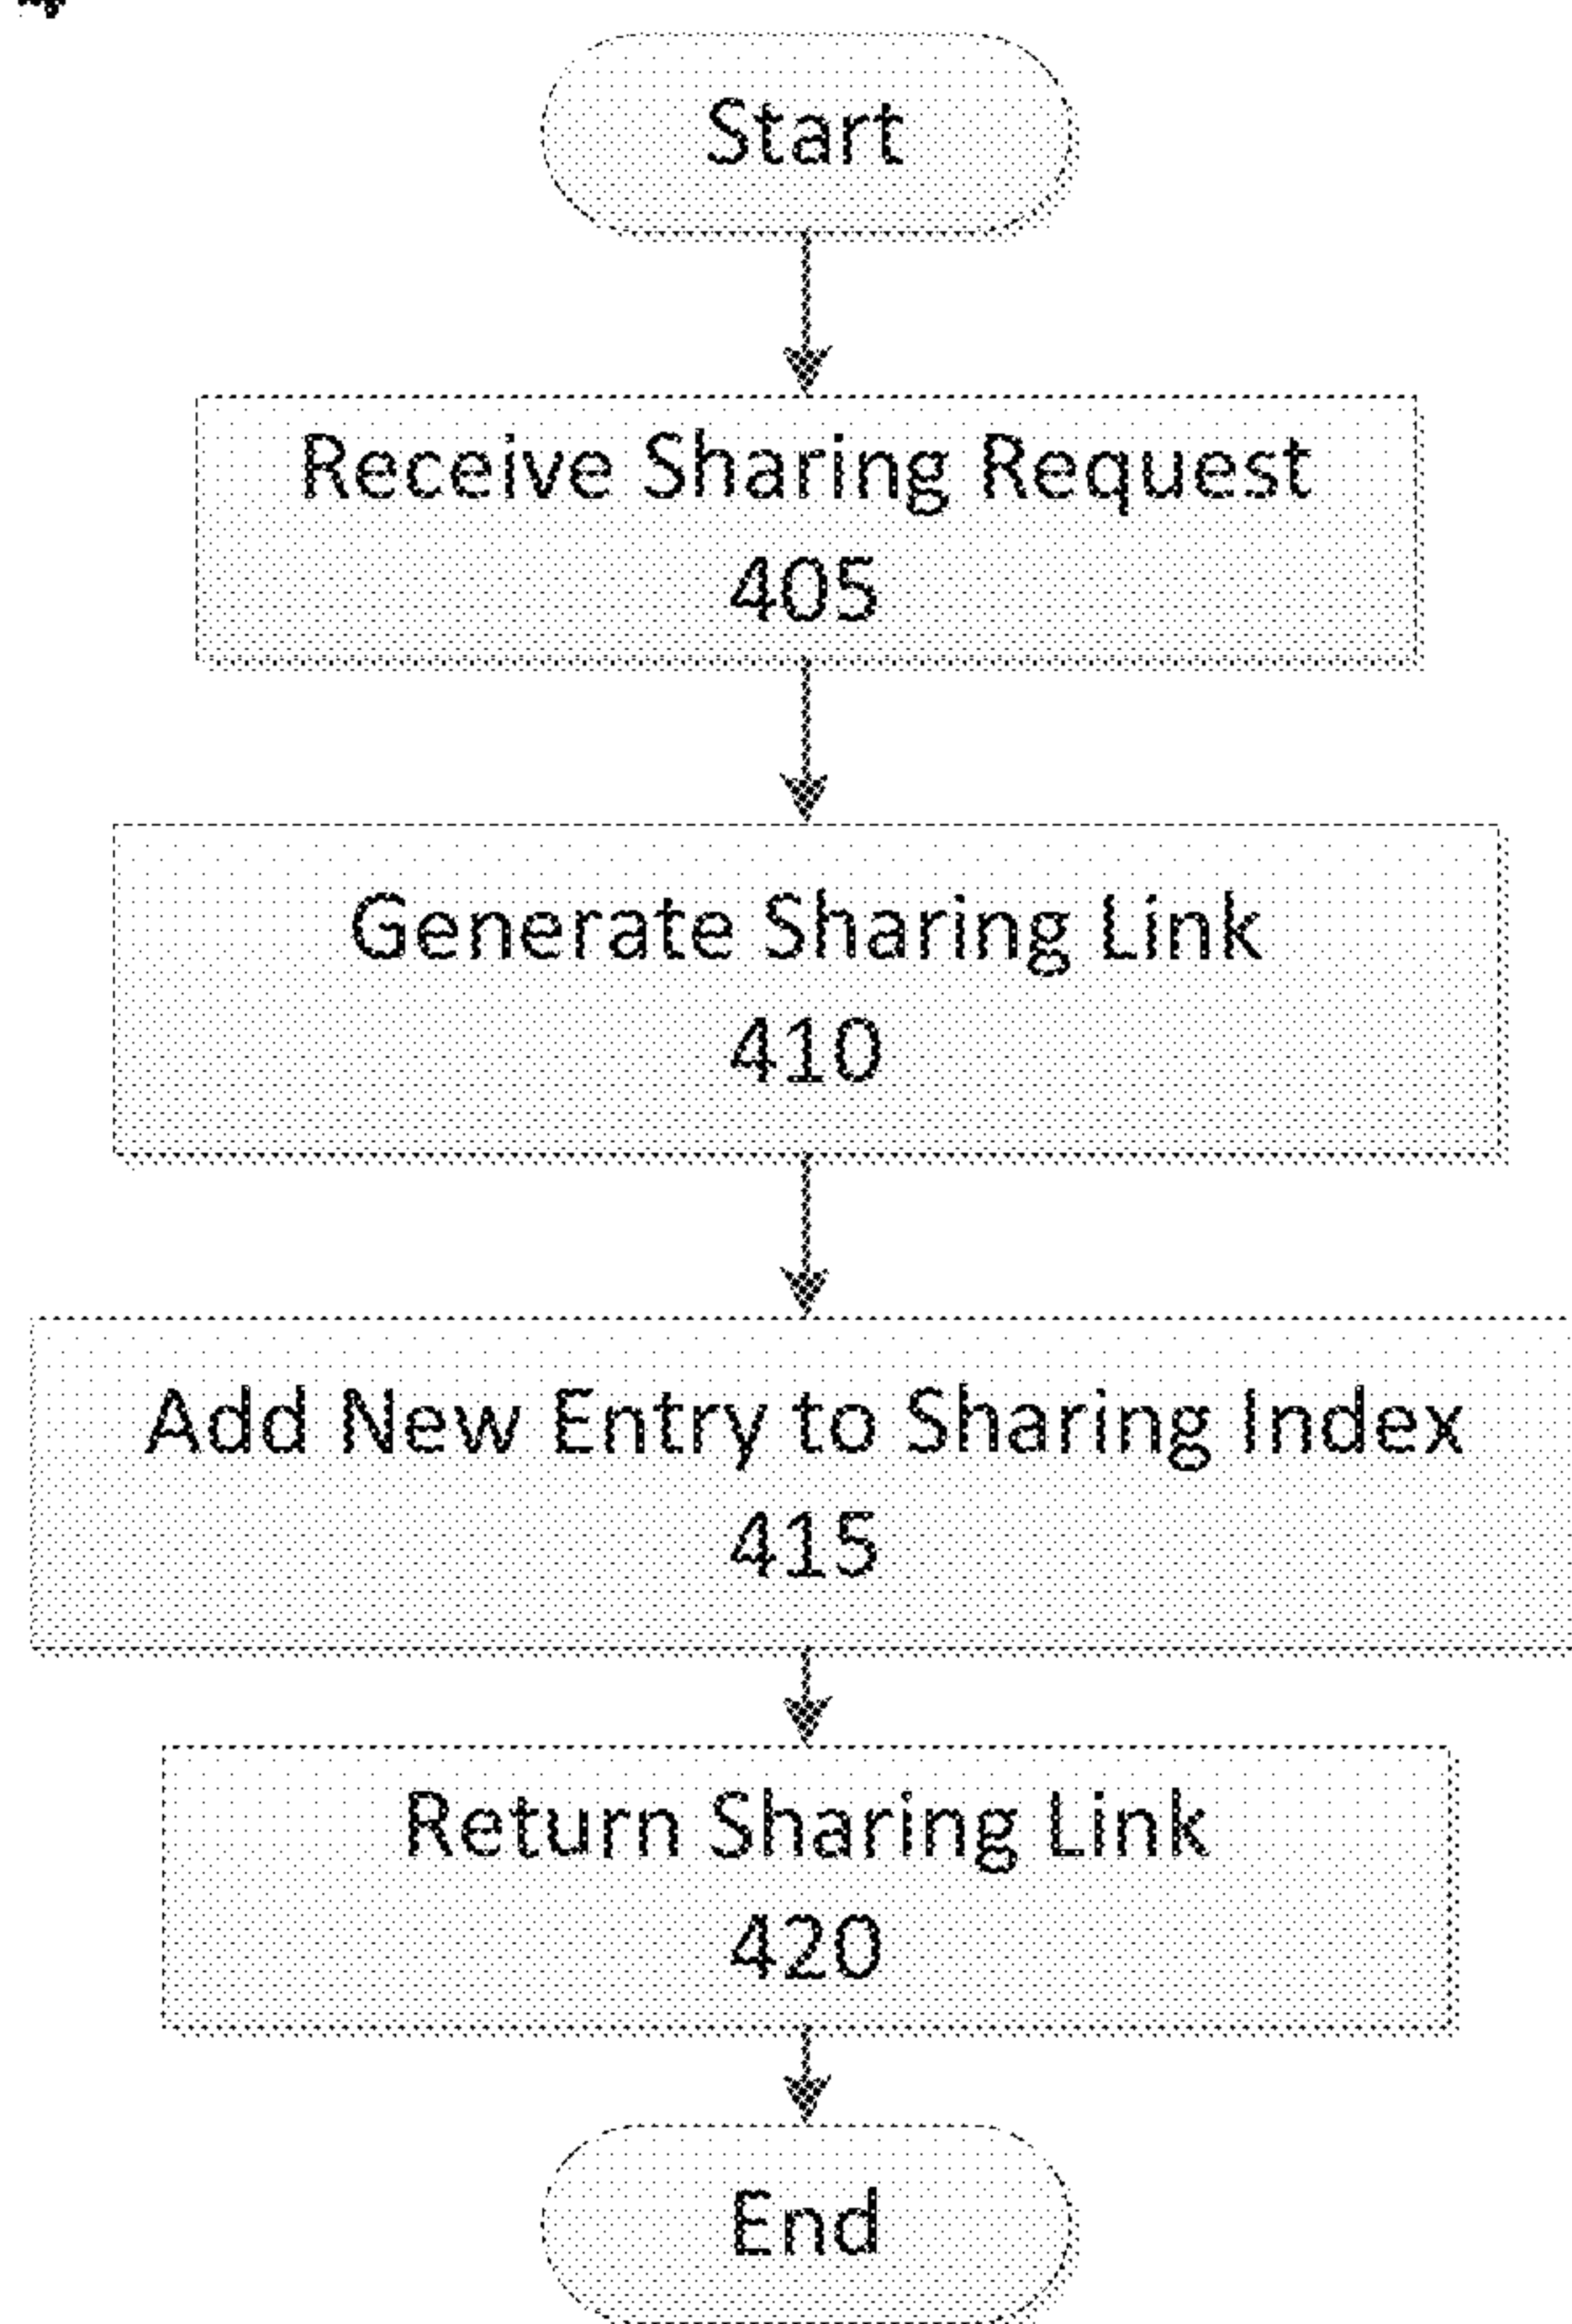 Start
Receive Sharing Request
405
Generate Sharing Link
410
Add New Entry to Sharing Index
415
Return Sharing Link
420
End